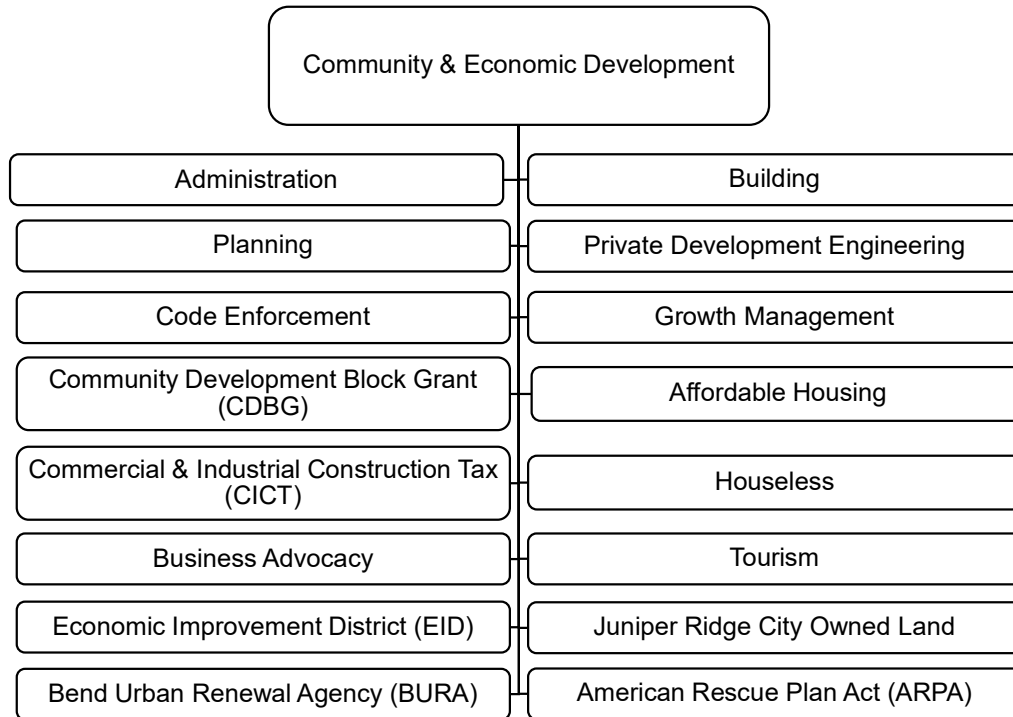 Community & Economic Development
Administration
Building
Planning
Private Development Engineering
Code Enforcement
Growth Management
Community Development Block Grant
(CDBG)
Affordable Housing
Commercial & Industrial Construction Tax
(CICT)
Houseless
Business Advocacy
Tourism
Economic Improvement District (EID)
Juniper Ridge City Owned Land
Bend Urban Renewal Agency (BURA)
American Rescue Plan Act (ARPA)